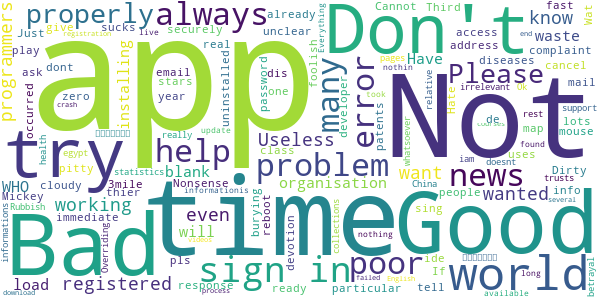 programmers properly always Don't already Cannot Third fast Wat
give registration Everything know
Just sucks securely unclear access waste
play live real address complaint
dont ask zero email dis foolish many developer Have end diseases cancel
app Not
installing stars password one error Please pages nothin mail
occurred year uninstalled patents Hate irrelevant Ok support
crash de found lots
try help really update class Useless relative map rest mouse
health egypt blank problem whatsoever uses iam doesnt courses
statistics took want news Dirty trusts
WHO pitty organisation China wanted info several
cloudy 3mile Nonsense informationis people
Mickey thier working even burying collections sing
Rubbish immediate will reboot devotion nothing
informations Bad Overriding time Good
pls sign in ide If long betrayal
load registered response ready poor particular tell world
download process failed English available